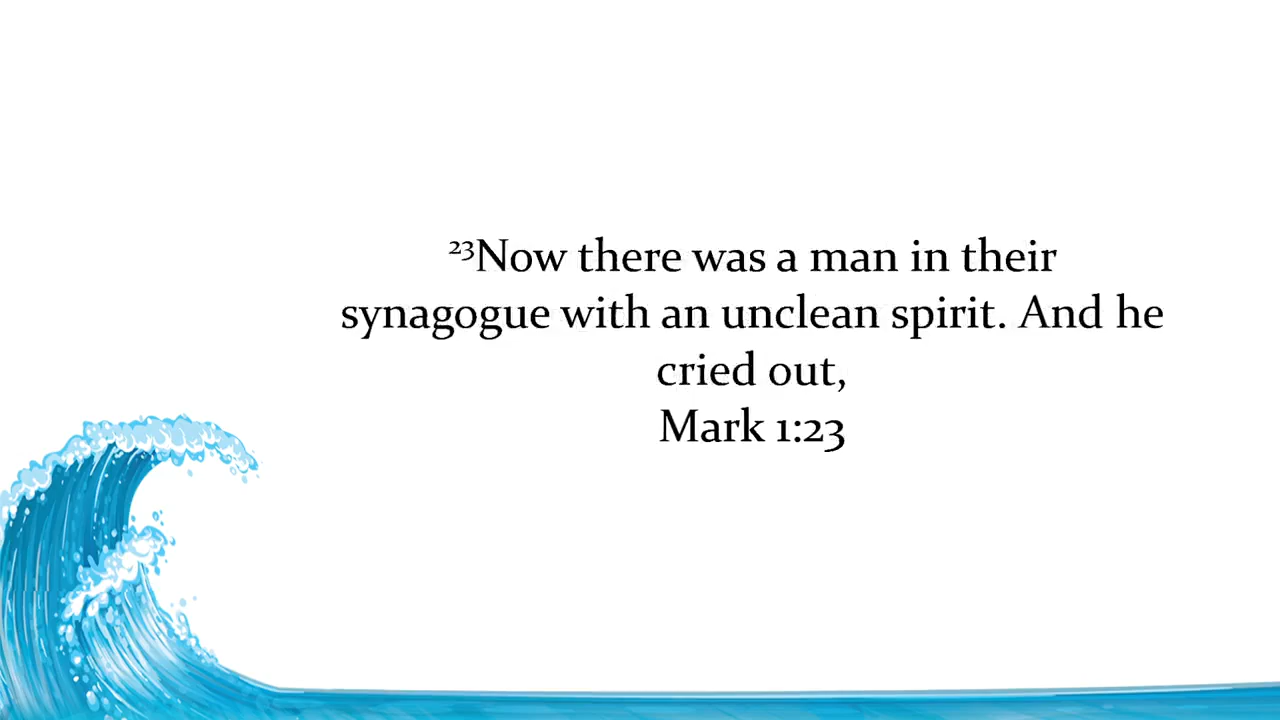 ²³Now there was a man in their
synagogue with an unclean spirit. And he
cried out,
Mark 1:23